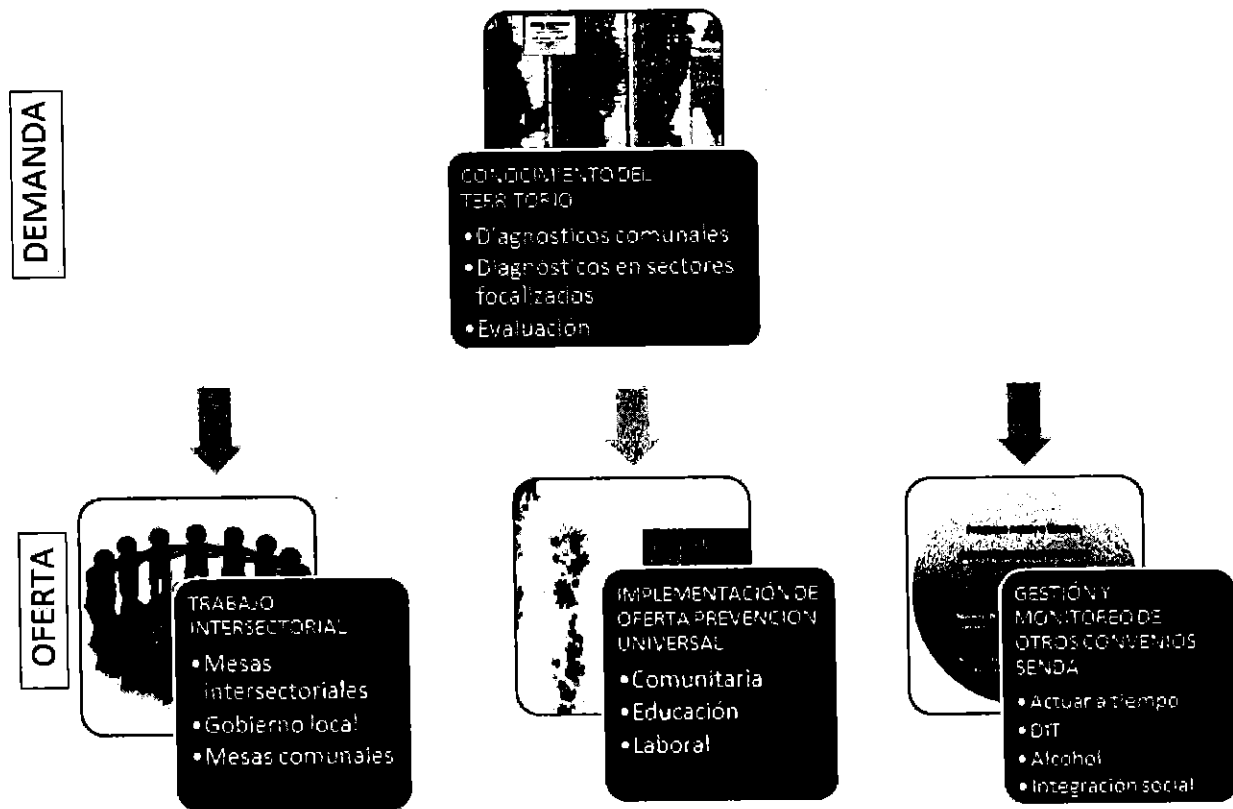 DEMANDA
CONOCIMIENTO DEL
TERRITORIO
• Diagnósticos comunales
• Diagnósticos en sectores
focalizados
• Evaluación
OFERTA
TRABAJO
INTERSECTORIAL
• Mesas
intersectoriales
• Gobierno local
• Mesas comunales
IMPLEMENTACIÓN DE
OFERTA PREVENCION
UNIVERSAL
• Comunitaria
• Educación
• Laboral
GESTIÓN Y
MONITOREO DE
OTROS CONVENIOS
SENDA
• Actuar a tiempo
• DIT
• Alcohol
• Integración social